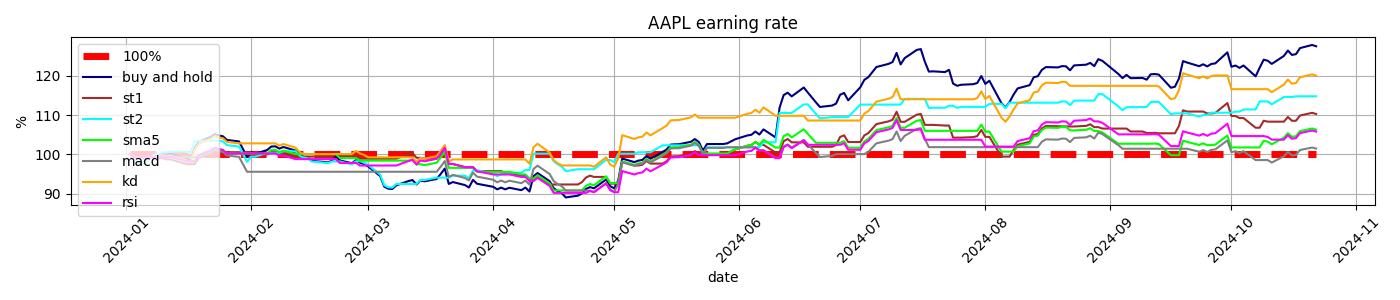 AAPL earning rate
%
120
110
100
90
100%
buy and hold
st1
st2
sma5
macd
kd
rsi
2024-01
2024-02
2024-03
2024-04
2024-05
2024-06
2024-07
2024-08
2024-09
2024-10
2024-11
date